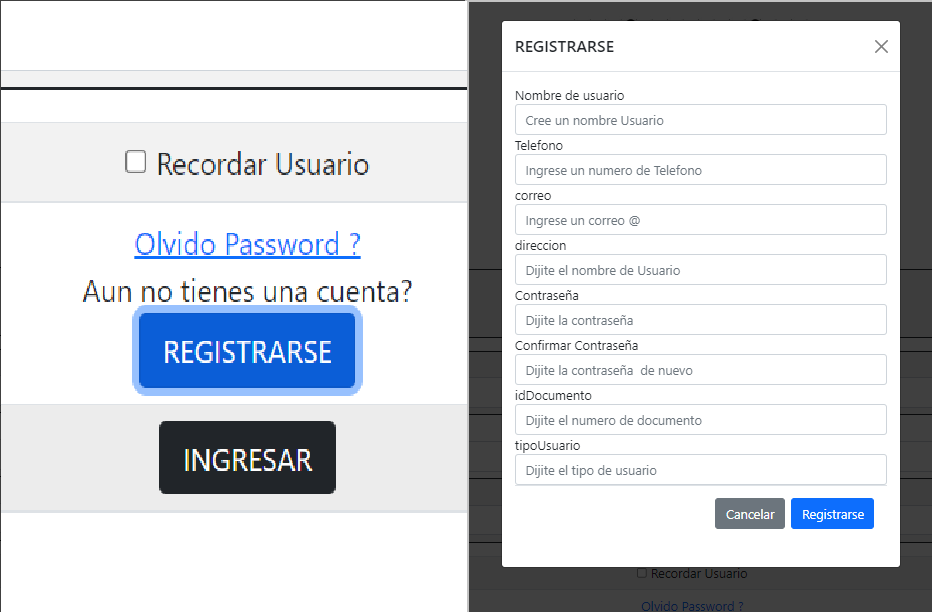 Recordar Usuario
Olvido Password ?
Aun no tienes una cuenta?
REGISTRARSE
INGRESAR
REGISTRARSE
Nombre de usuario
Cree un nombre Usuario
Telefono
Ingrese un numero de Telefono
correo
Ingrese un correo @
direccion
Dijite el nombre de Usuario
Contraseña
Dijite la contraseña
Confirmar Contraseña
Dijite la contraseña  de nuevo
idDocumento
Dijite el numero de documento
tipoUsuario
Dijite el tipo de usuario
Cancelar Registrarse
Recordar Usuario
Olvido Password ?